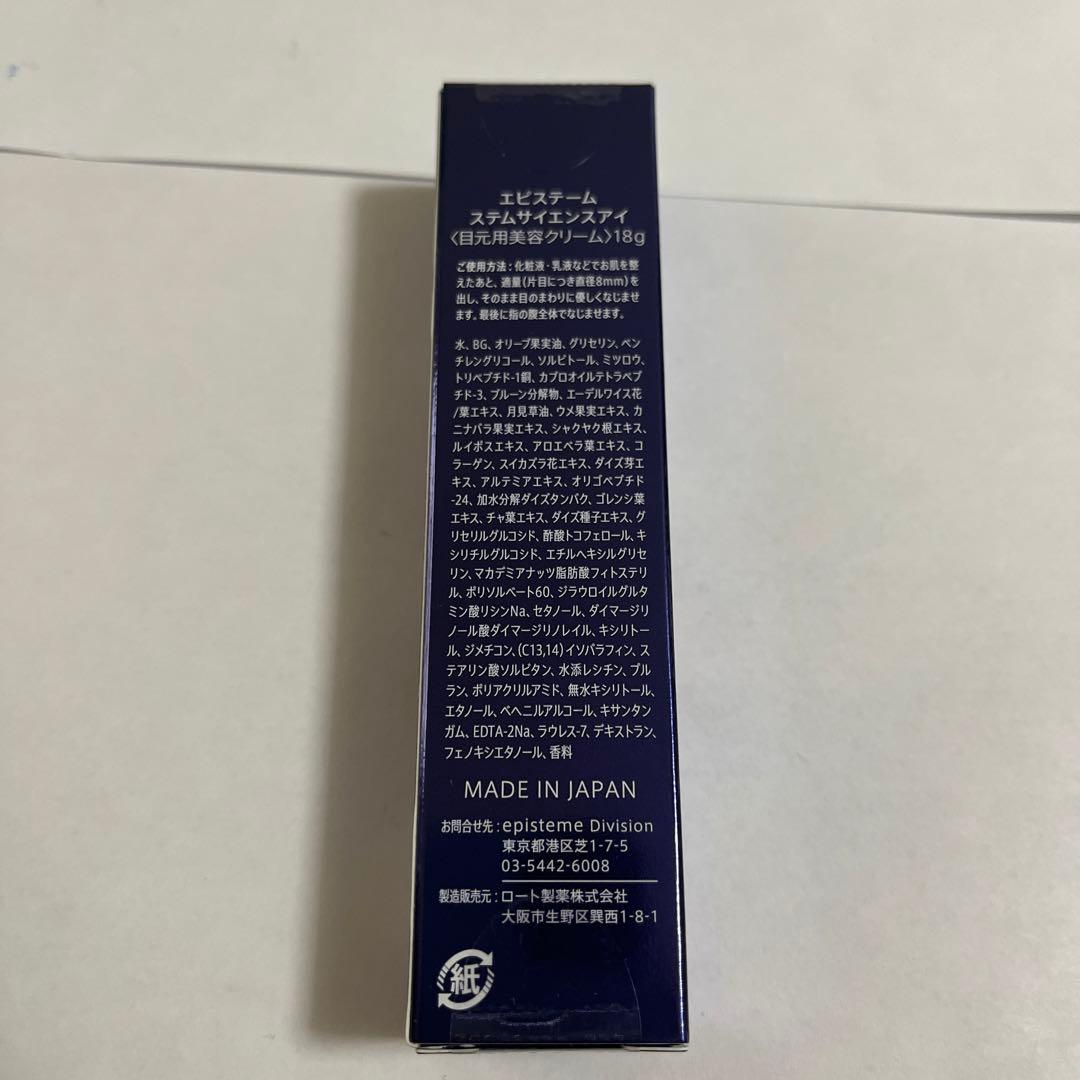 エピステーム
ステムサイエンスアイ
〈目元用美容クリーム〉18g
ご使用方法：化粧液・乳液などでお肌を整
えたあと、適量(片目につき直径8mm)を
出し、そのまま目のまわりに優しくなじませ
ます。最後に指の腹全体でなじませます。
水、BG、オリーブ果実油、グリセリン、ペン
チレングリコール、ソルビトール、ミツロウ、
トリペプチド-1銅、カプロオイルテトラペプ
チド-3、プルーン分解物、エーデルワイス花
/葉エキス、月見草油、ウメ果実エキス、カ
ニナバラ果実エキス、シャクヤク根エキス、
ルイボスエキス、アロエベラ葉エキス、コ
ラーゲン、スイカズラ花エキス、ダイズ芽エ
キス、アルテミアエキス、オリゴペプチド
-24、加水分解ダイズタンパク、ゴレンシ葉
エキス、チャ葉エキス、ダイズ種子エキス、グ
リセリルグルコシド、酢酸トコフェロール、キ
シリチルグルコシド、エチルヘキシルグリセ
リン、マカデミアナッツ脂肪酸フィトステリ
ル、ポリソルベート60、ジラウロイルグルタ
ミン酸リシンNa、セタノール、ダイマージリ
ノール酸ダイマージリノレイル、キシリトー
ル、ジメチコン、(C13,14)イソパラフィン、ス
テアリン酸ソルビタン、水添レシチン、プル
ラン、ポリアクリルアミド、無水キシリトール、
エタノール、ベヘニルアルコール、キサンタン
ガム、EDTA-2Na、ラウレス-7、デキストラン、
フェノキシエタノール、香料
MADE IN JAPAN
お問合せ先：episteme Division
東京都港区芝1-7-5
03-5442-6008
製造販売元：ロート製薬株式会社
大阪市生野区巽西1-8-1
紙